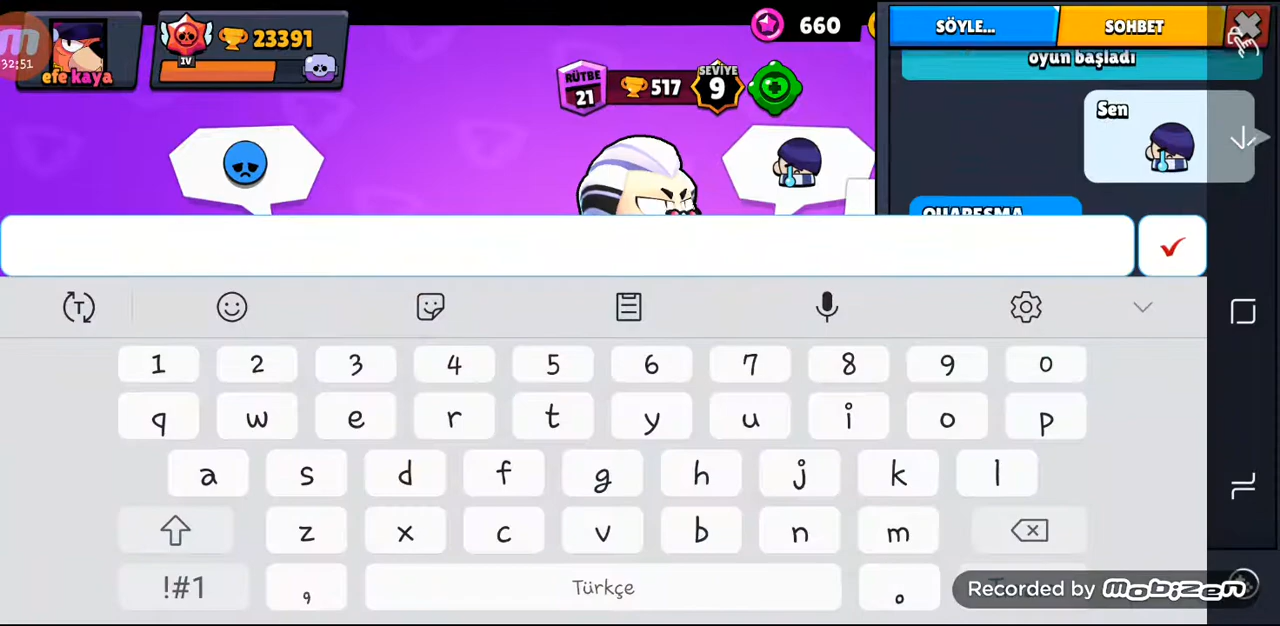 32:51
efe kaya
IV
23391
RÜTBE
21
517
SEVİYE
9
660
SÖYLE...
SOHBET
oyun başladı
Sen
QUARESMA
1 2 3 4 5 6 7 8 9 0
q w e r t y u i o p
a s d f g h j k l
z x c v b n m
!#1 , Türkçe .
Recorded by Mobizen